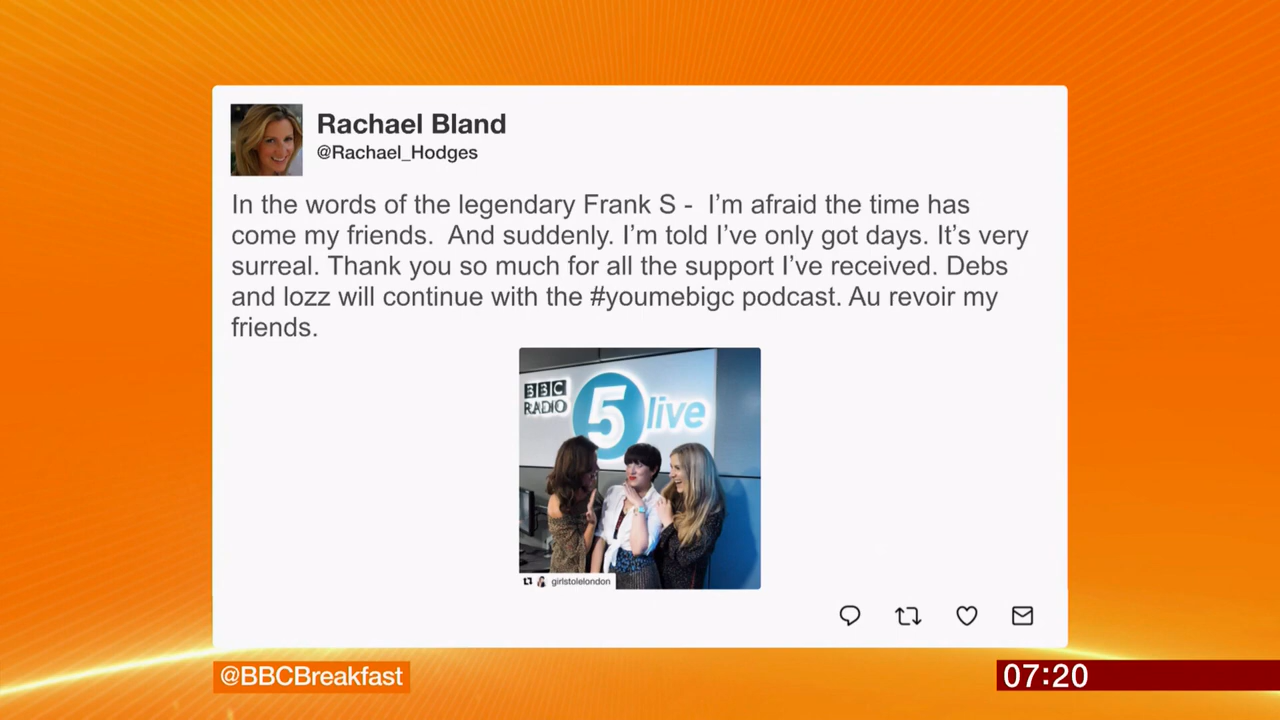 Rachael Bland
@Rachael_Hodges
In the words of the legendary Frank S -  I’m afraid the time has
come my friends.  And suddenly. I’m told I’ve only got days. It’s very
surreal. Thank you so much for all the support I’ve received. Debs
and lozz will continue with the #youmebigc podcast. Au revoir my
friends.
BBC
RADIO
5 live
girlstolelondon
@BBCBreakfast
07:20